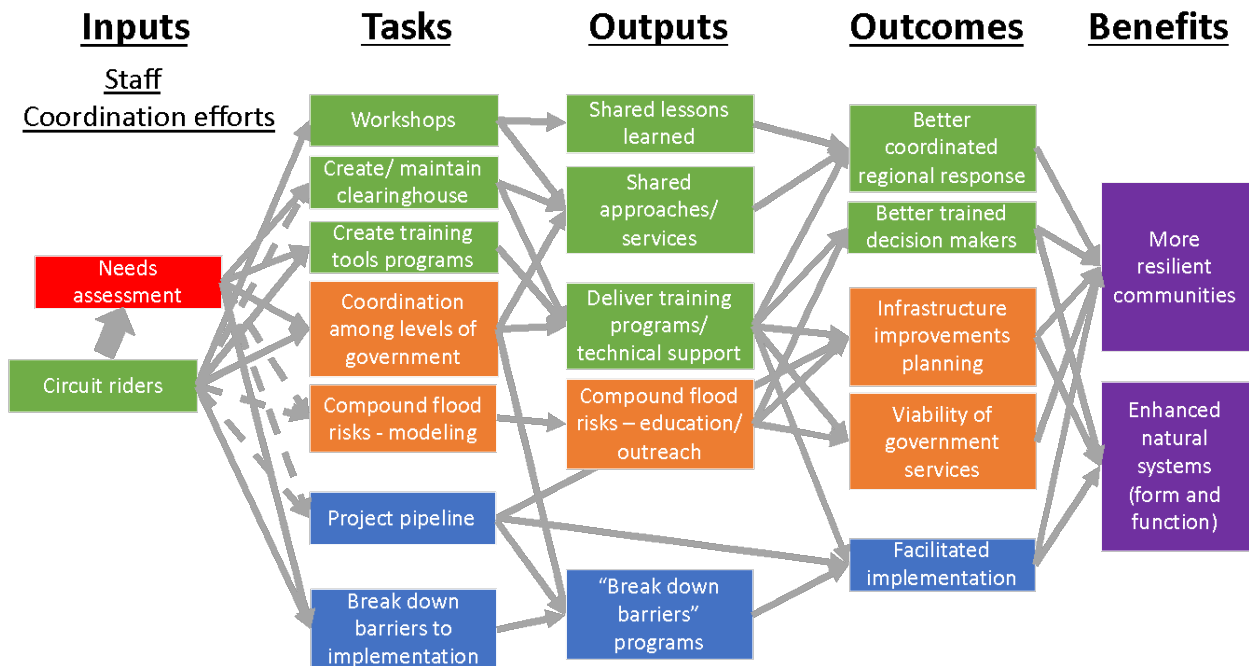 Inputs
Tasks
Outputs
Outcomes
Benefits
Staff
Coordination efforts
Needs
assessment
Circuit riders
Workshops
Create/ maintain
clearinghouse
Create training
tools programs
Coordination
among levels of
government
Compound flood
risks - modeling
Project pipeline
Break down
barriers to
implementation
Shared lessons
learned
Shared
approaches/
services
Deliver training
programs/
technical support
Compound flood
risks – education/
outreach
“Break down
barriers”
programs
Better
coordinated
regional response
Better trained
decision makers
Infrastructure
improvements
planning
Viability of
government
services
Facilitated
implementation
More
resilient
communities
Enhanced
natural
systems
(form and
function)